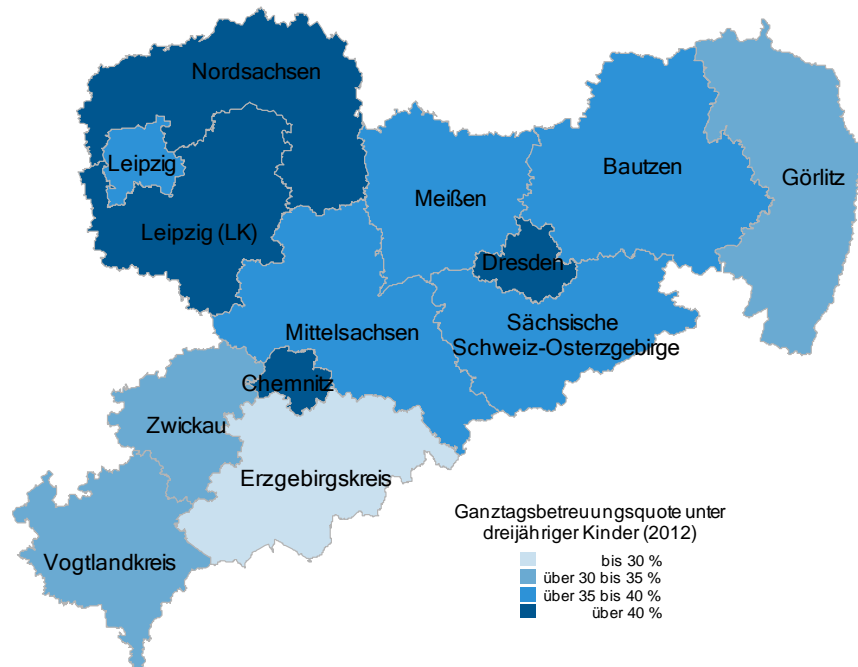 Nordsachsen
Leipzig
Leipzig (LK)
Meißen
Bautzen
Görlitz
Dresden
Mittelsachsen
Sächsische
Schweiz-Osterzgebirge
Chemnitz
Zwickau
Erzgebirgskreis
Vogtlandkreis
Ganztagsbetreuungsquote unter
dreijähriger Kinder (2012)
bis 30 %
über 30 bis 35 %
über 35 bis 40 %
über 40 %